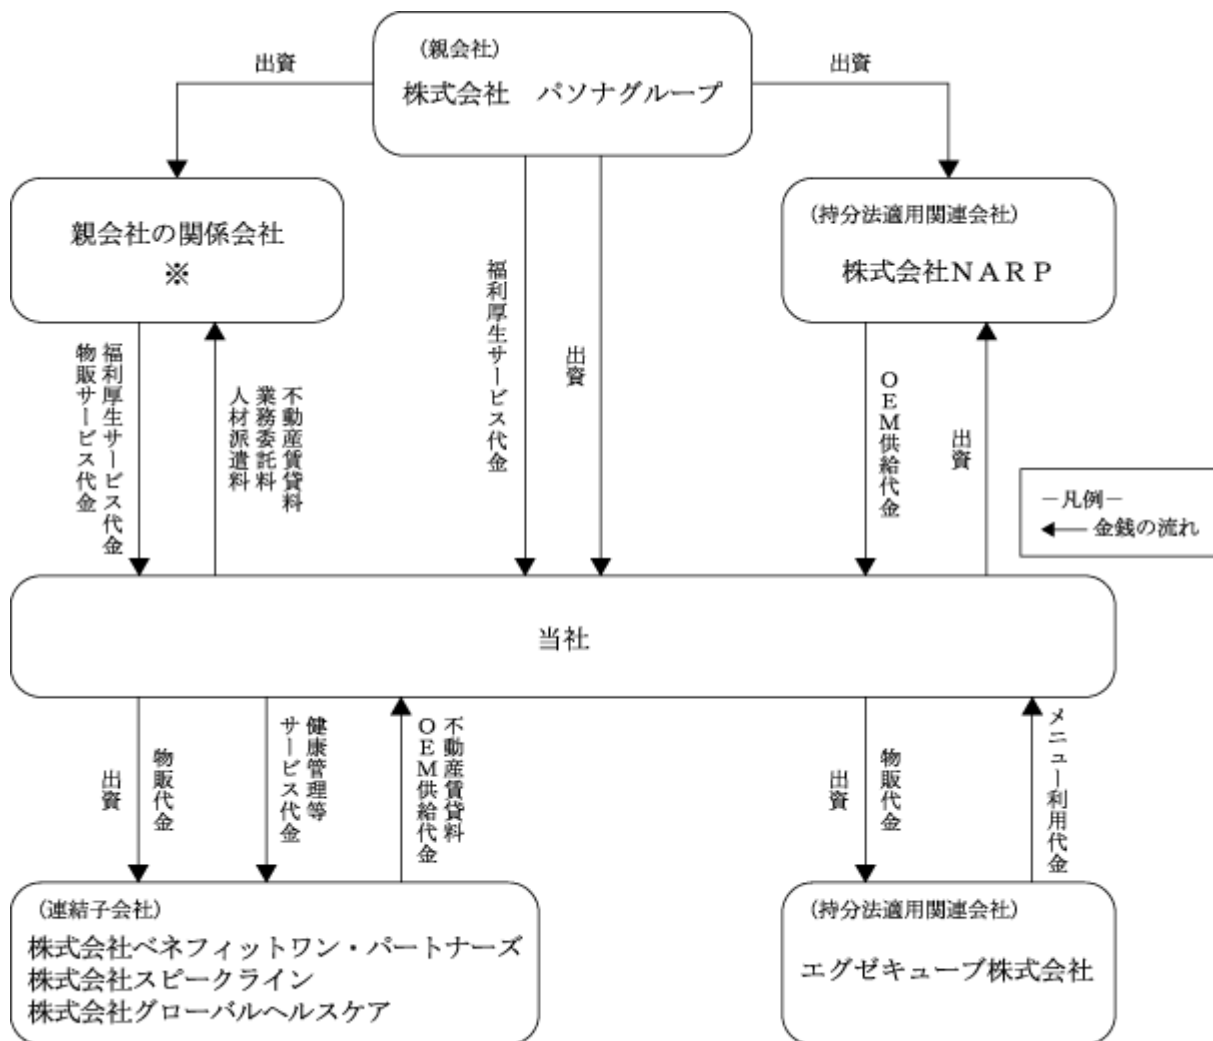 (親会社)
株式会社　パソナグループ
出資
出資
親会社の関係会社
※
(持分法適用関連会社)
株式会社ＮＡＲＰ
福利厚生サービス代金
物販サービス代金
不動産賃貸料
業務委託料
人材派遣料
福利厚生サービス代金
出資
ＯＥＭ供給代金
出資
－凡例－
金銭の流れ
当社
物販代金
出資
健康管理等
サービス代金
不動産賃貸料
ＯＥＭ供給代金
物販代金
出資
メニュー利用代金
(連結子会社)
株式会社ベネフィットワン・パートナーズ
株式会社スピークライン
株式会社グローバルヘルスケア
(持分法適用関連会社)
エグゼキューブ株式会社